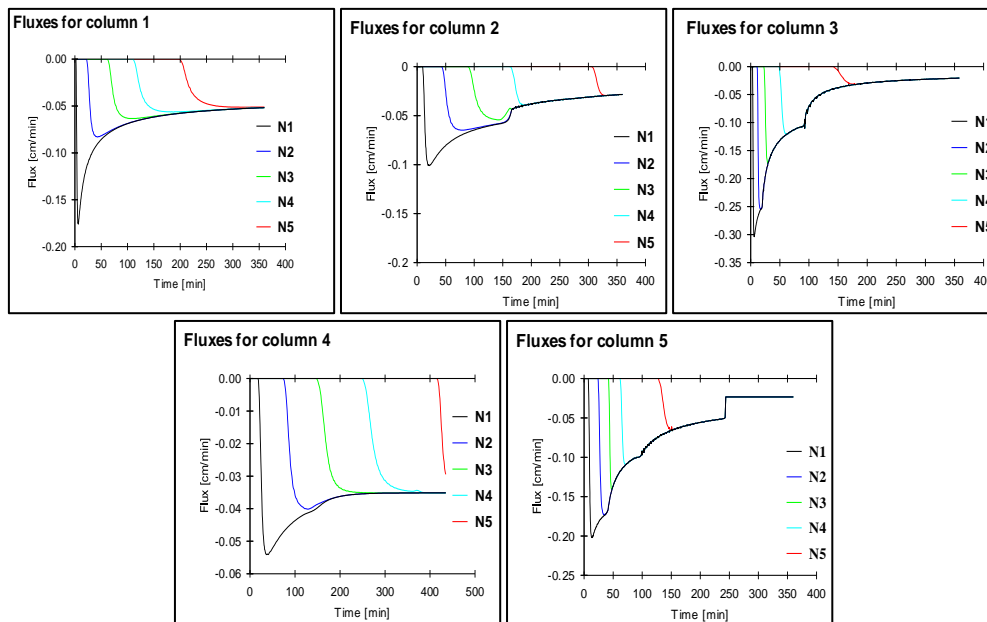 Fluxes for column 1
0.00
-0.05
-0.10
-0.15
-0.20
Flux [cm/min]
0 50 100 150 200 250 300 350 400
Time [min]
N1
N2
N3
N4
N5
Fluxes for column 2
0
-0.05
-0.1
-0.15
-0.2
Flux [cm/min]
0 50 100 150 200 250 300 350 400
Time [min]
N1
N2
N3
N4
N5
Fluxes for column 3
0.00
-0.05
-0.10
-0.15
-0.20
-0.25
-0.30
-0.35
Flux [cm/min]
0 50 100 150 200 250 300 350 400
Time [min]
N1
N2
N3
N4
N5
Fluxes for column 4
0.00
-0.01
-0.02
-0.03
-0.04
-0.05
-0.06
Flux [cm/min]
0 100 200 300 400 500
Time [min]
N1
N2
N3
N4
N5
Fluxes for column 5
0.00
-0.05
-0.10
-0.15
-0.20
-0.25
Flux [cm/min]
0 50 100 150 200 250 300 350 400
Time [min]
N1
N2
N3
N4
N5